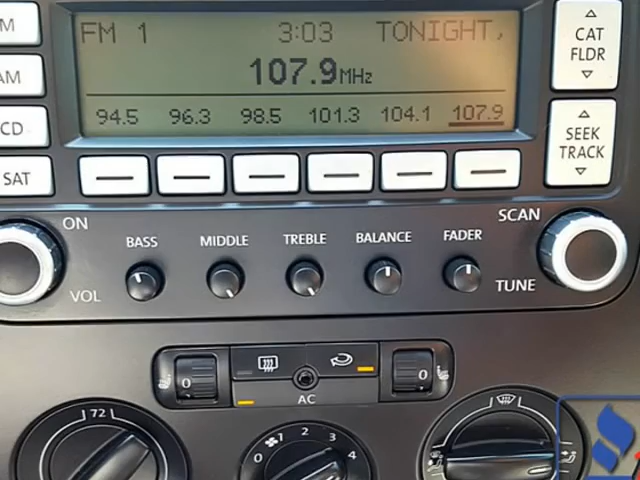 FM 1 3:03 TONIGHT,
107.9MHz
94.5 96.3 98.5 101.3 104.1 107.9
AM
CD
SAT
CAT
FLDR
SEEK
TRACK
ON
VOL
BASS MIDDLE TREBLE BALANCE FADER
SCAN
TUNE
0 0
AC
72
0 1 2 3 4